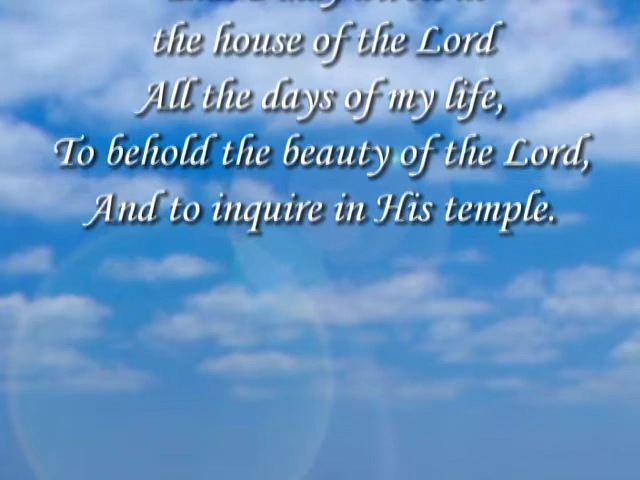 the house of the Lord
All the days of my life,
To behold the beauty of the Lord,
And to inquire in His temple.